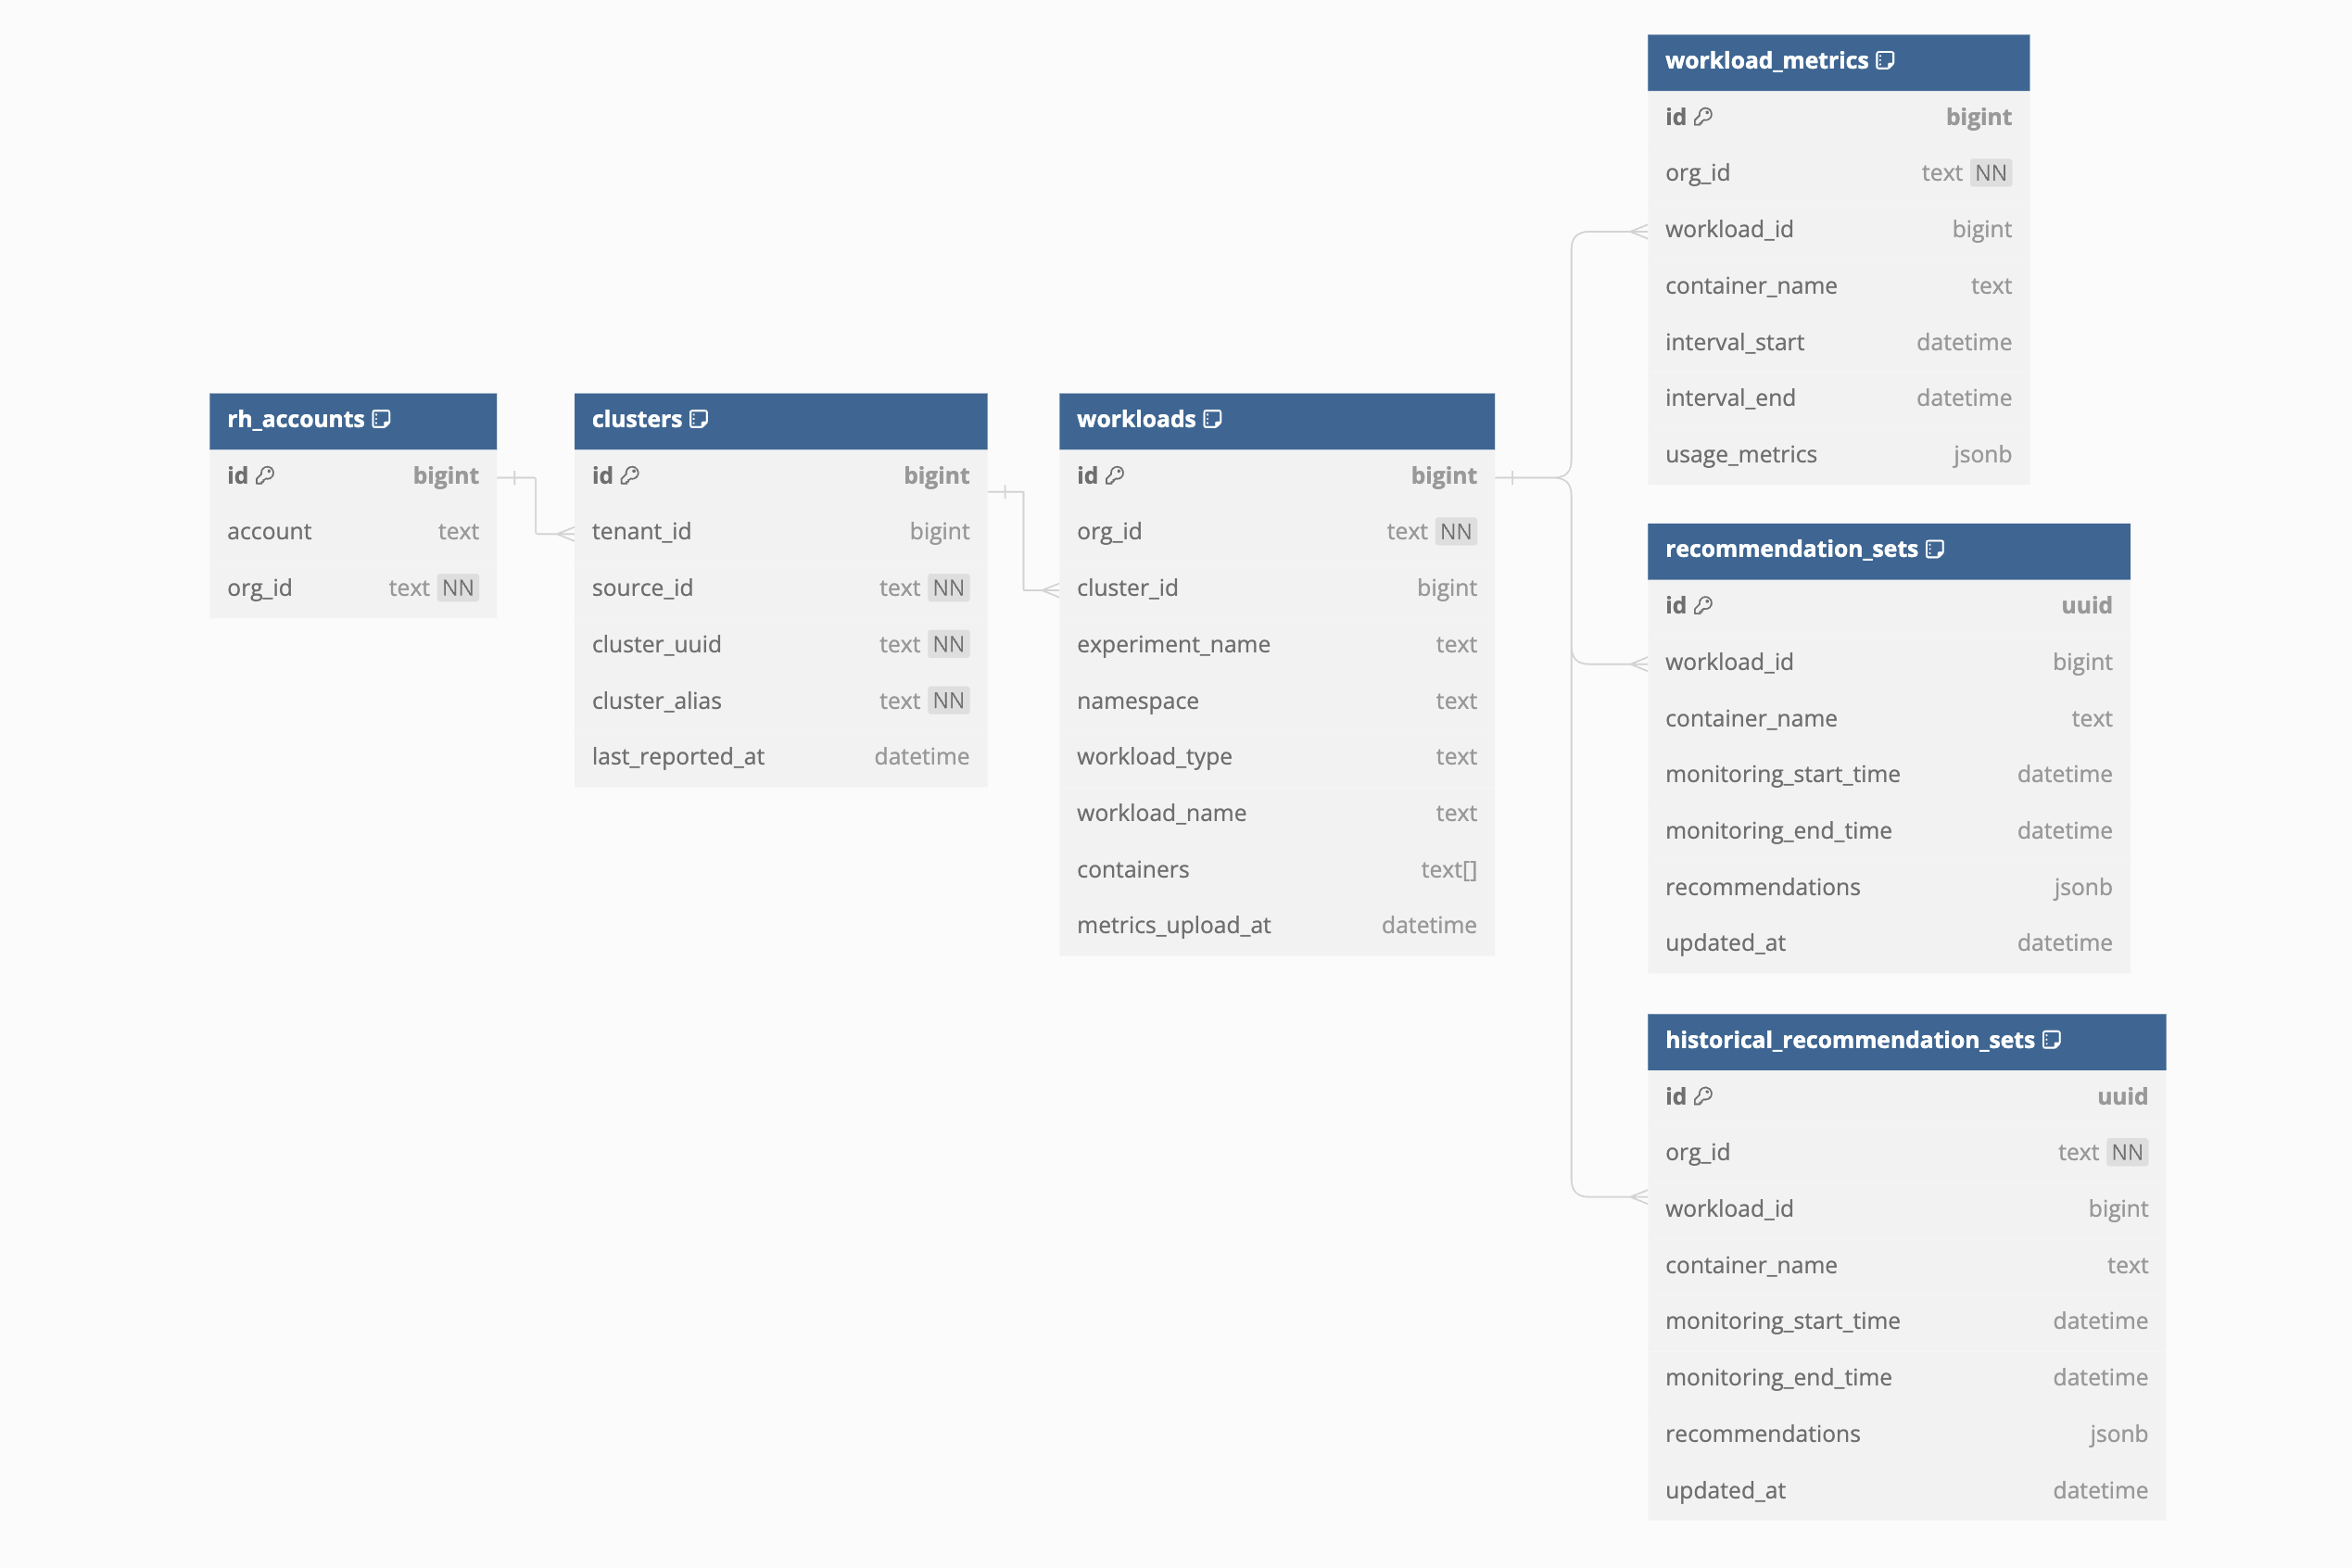 rh_accounts
id bigint
account text
org_id text NN
clusters
id bigint
tenant_id bigint
source_id text NN
cluster_uuid text NN
cluster_alias text NN
last_reported_at datetime
workloads
id bigint
org_id text NN
cluster_id bigint
experiment_name text
namespace text
workload_type text
workload_name text
containers text[]
metrics_upload_at datetime
workload_metrics
id bigint
org_id text NN
workload_id bigint
container_name text
interval_start datetime
interval_end datetime
usage_metrics jsonb
recommendation_sets
id uuid
workload_id bigint
container_name text
monitoring_start_time datetime
monitoring_end_time datetime
recommendations jsonb
updated_at datetime
historical_recommendation_sets
id uuid
org_id text NN
workload_id bigint
container_name text
monitoring_start_time datetime
monitoring_end_time datetime
recommendations jsonb
updated_at datetime